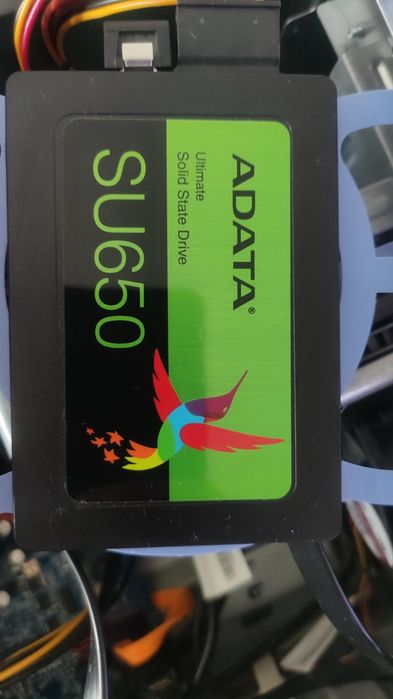 ADATA®
Ultimate
Solid State Drive
SU650